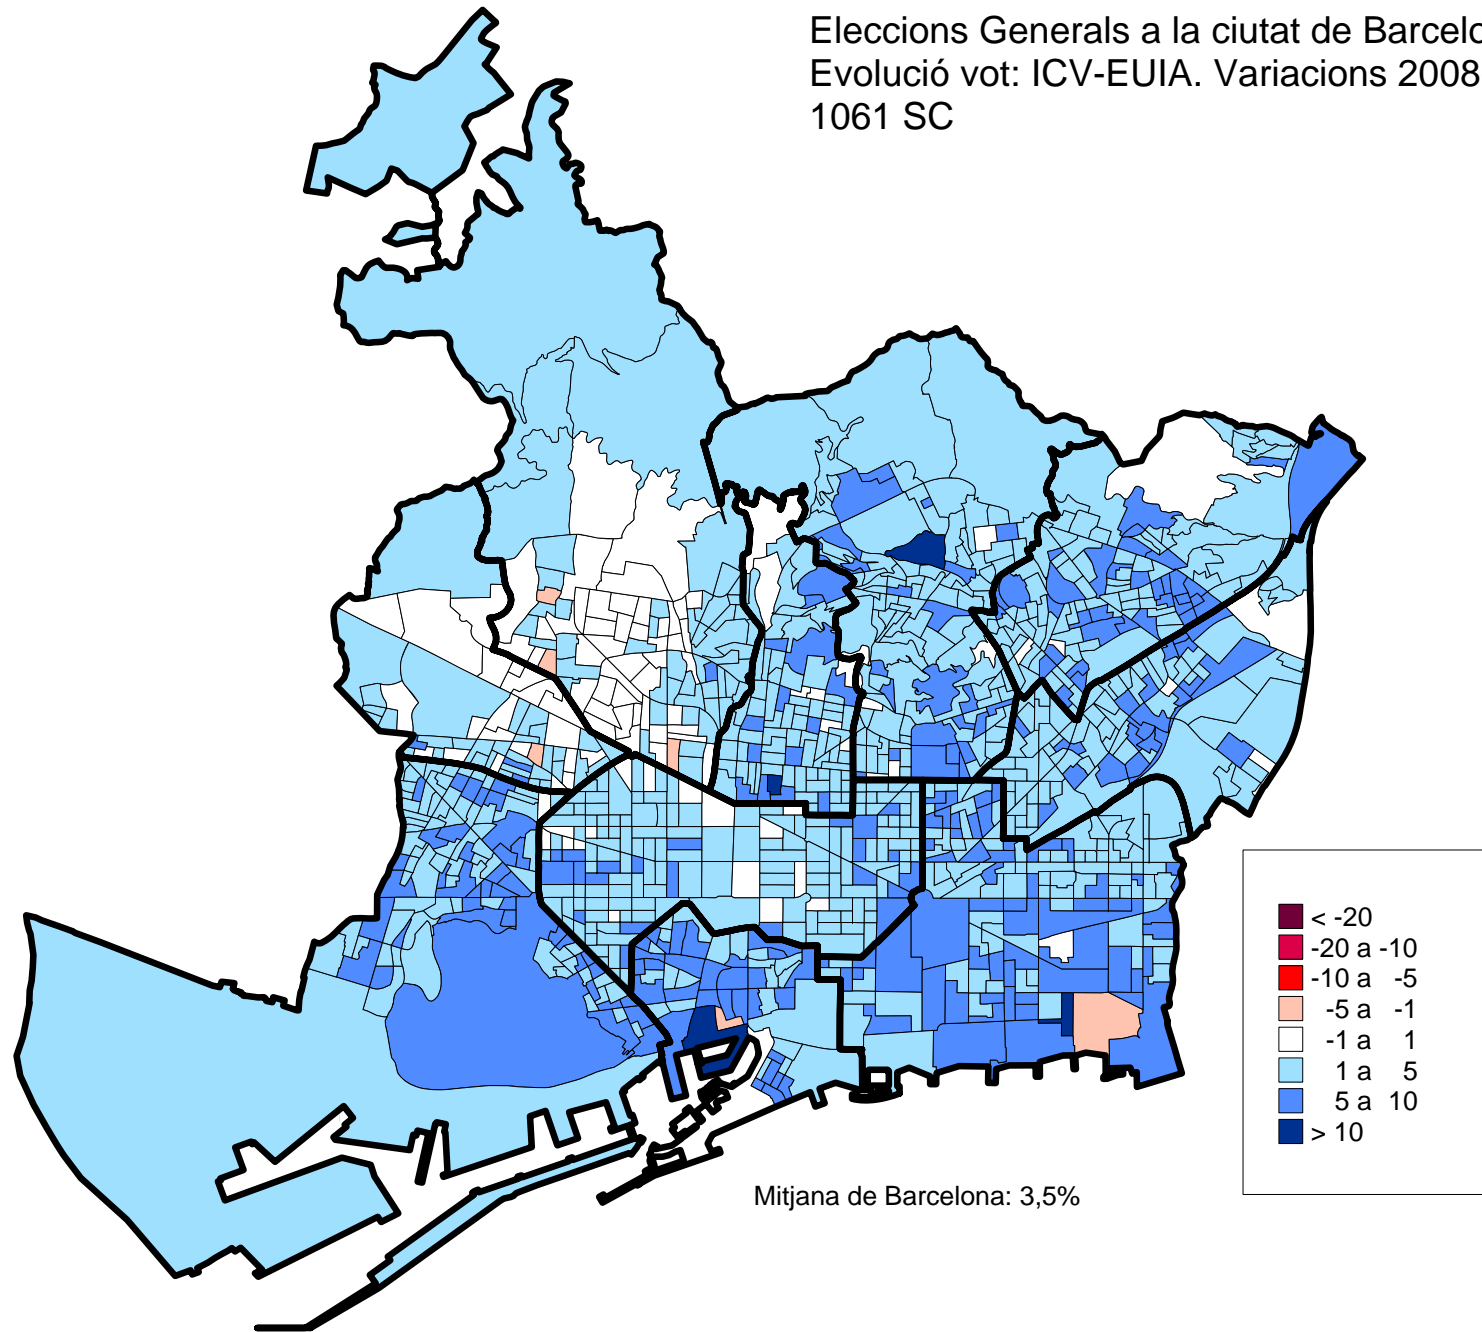 Eleccions Generals a la ciutat de Barcelo
Evolució vot: ICV-EUIA. Variacions 2008
1061 SC
< -20
-20 a -10
-10 a -5
-5 a -1
-1 a 1
1 a 5
5 a 10
> 10
Mitjana de Barcelona: 3,5%